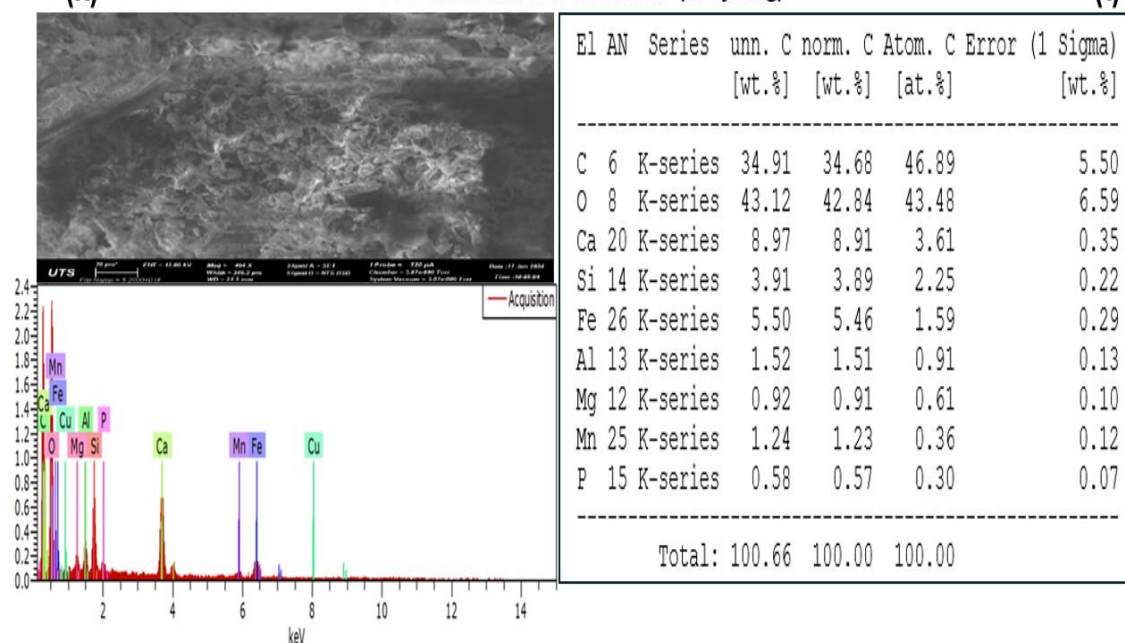 El AN Series unn. C norm. C Atom. C Error (1 Sigma)
[wt.%] [wt.%] [at.%] [wt.%]
C 6 K-series 34.91 34.68 46.89 5.50
O 8 K-series 43.12 42.84 43.48 6.59
Ca 20 K-series 8.97 8.91 3.61 0.35
Si 14 K-series 3.91 3.89 2.25 0.22
Fe 26 K-series 5.50 5.46 1.59 0.29
Al 13 K-series 1.52 1.51 0.91 0.13
Mg 12 K-series 0.92 0.91 0.61 0.10
Mn 25 K-series 1.24 1.23 0.36 0.12
P 15 K-series 0.58 0.57 0.30 0.07
Total: 100.66 100.00 100.00
UTS
2.4
2.2
2.0
1.8
1.6
1.4
1.2
1.0
0.8
0.6
0.4
0.2
0.0
Acquisition
Mn
Fe
Ca Cu Al P
C
O Mg Si Ca Mn Fe Cu
2 4 6 8 10 12 14
keV